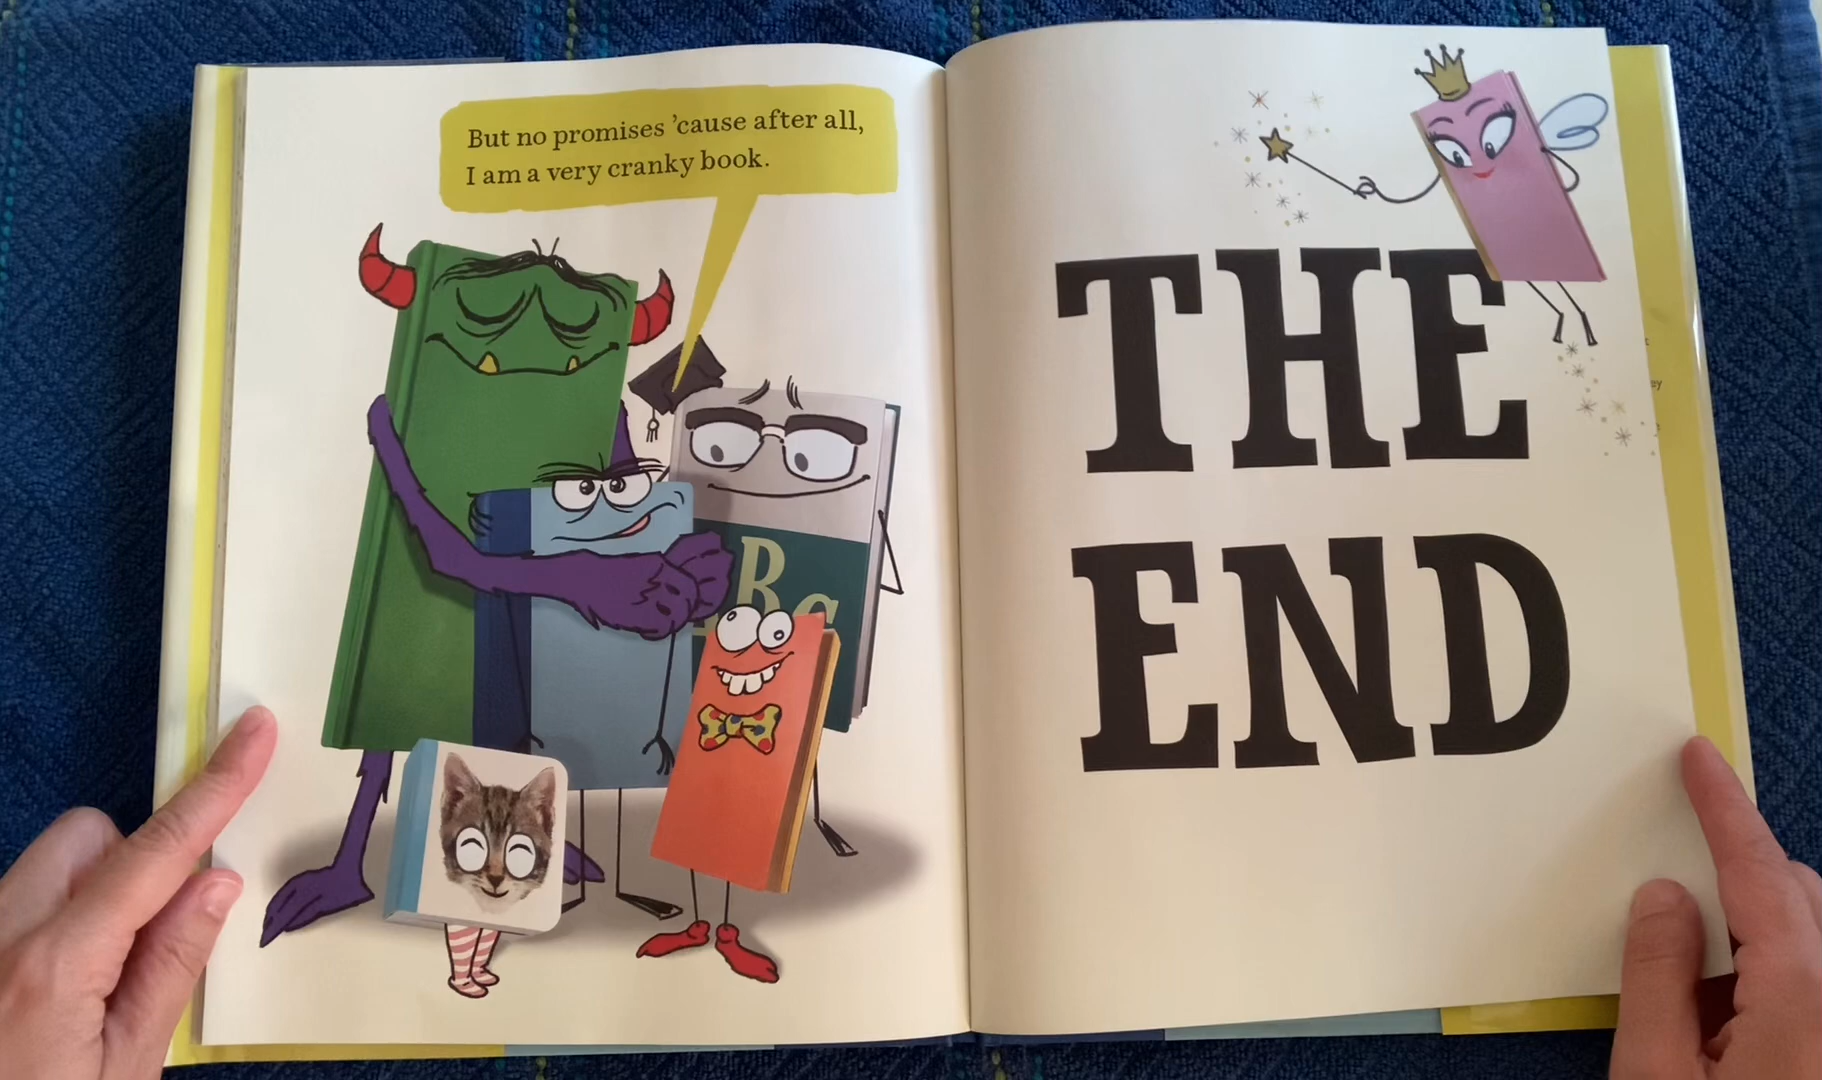 But no promises ’cause after all,
I am a very cranky book.
B
C
THE
END